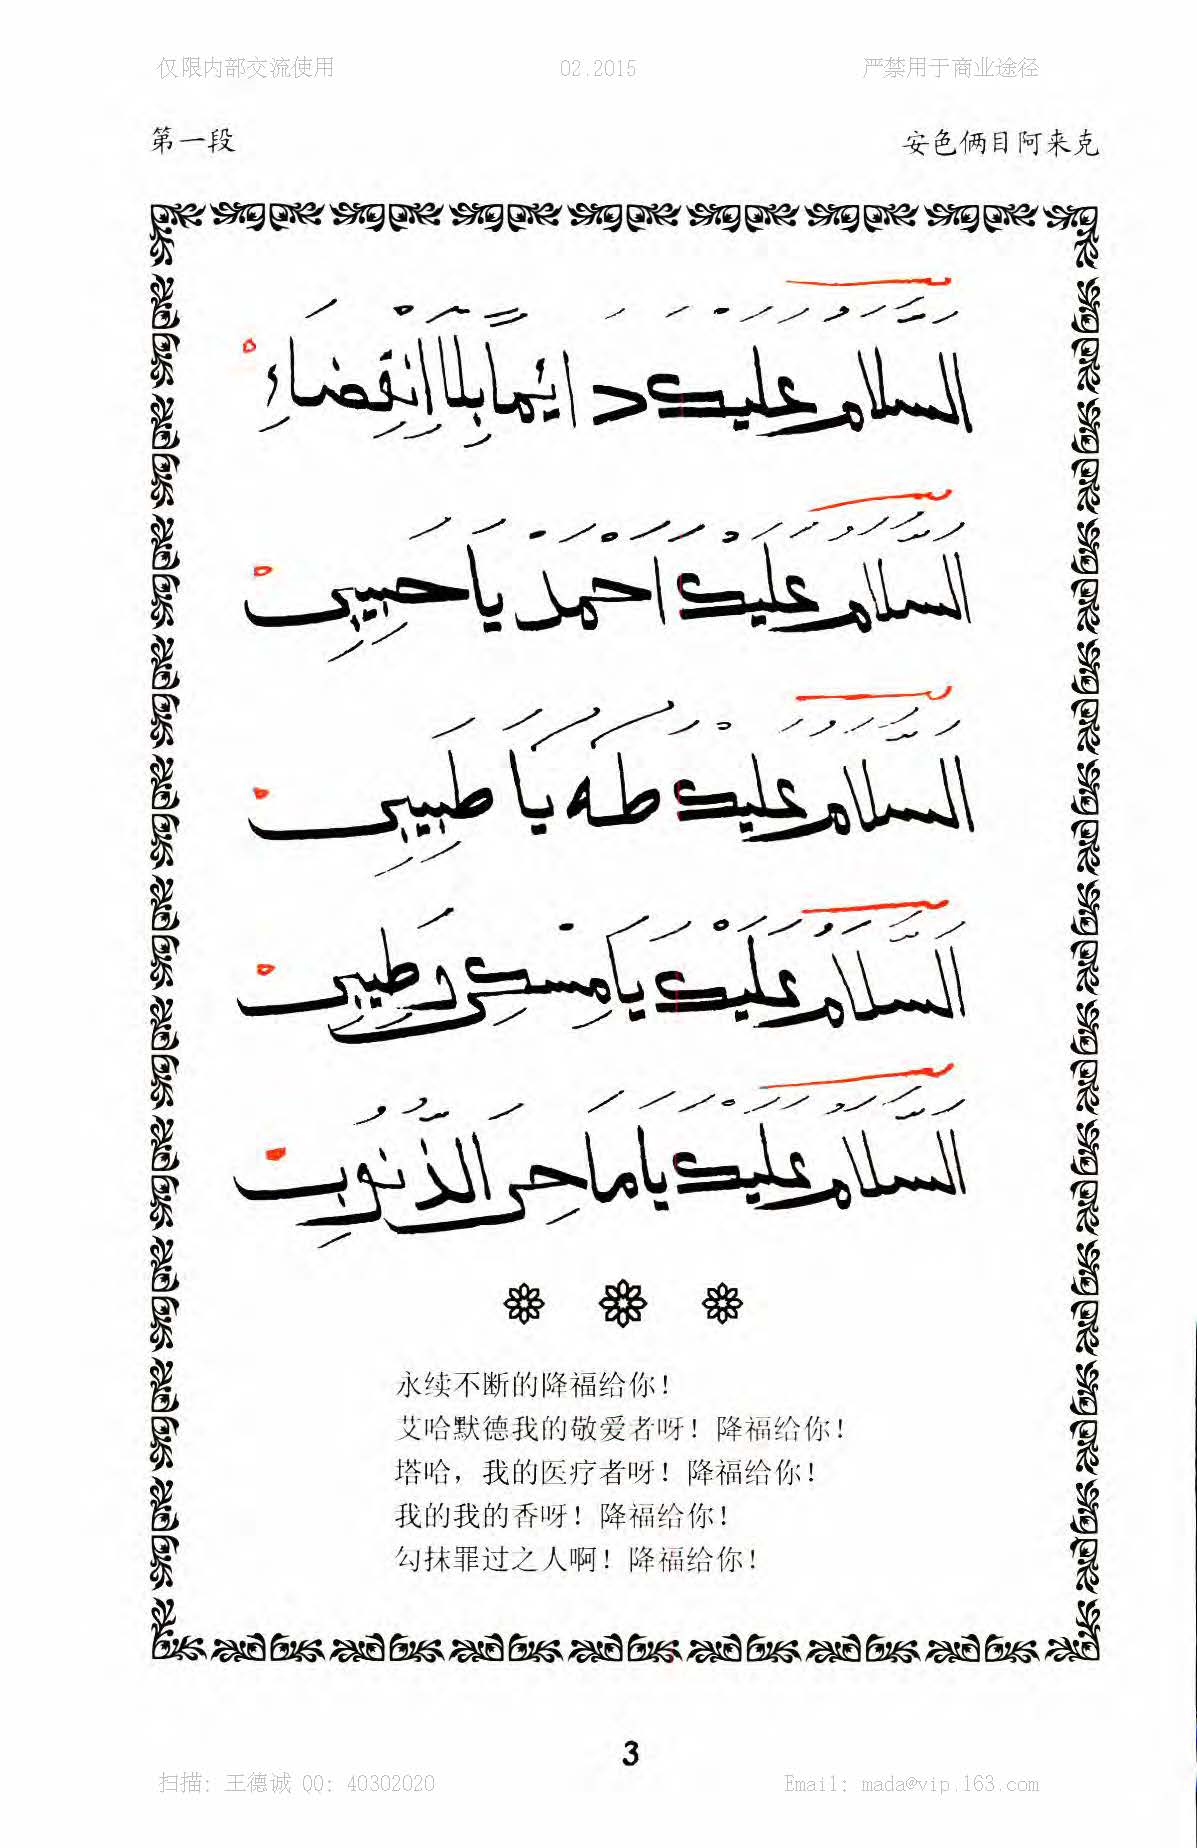 仅限内部交流使用 02.2015 严禁用于商业途径
第一段 安色俩目阿来克
اَلسَّلَامُ عَلَيْكَ دَائِمًا بِلَا اِنْقِضَاءِ
اَلسَّلَامُ عَلَيْكَ اَحْمَدْ يَا حَبِيبِى
اَلسَّلَامُ عَلَيْكَ طٰهٰ يَا طَبِيبِى
اَلسَّلَامُ عَلَيْكَ يَا مِسْكِى وَطِيبِى
اَلسَّلَامُ عَلَيْكَ يَا مَاحِىَ الذُّنُوبِ
永续不断的降福给你！
艾哈默德我的敬爱者呀！降福给你！
塔哈，我的医疗者呀！降福给你！
我的我的香呀！降福给你！
勾抹罪过之人啊！降福给你！
3
扫描：王德诚 QQ：40302020 Email：mada@vip.163.com